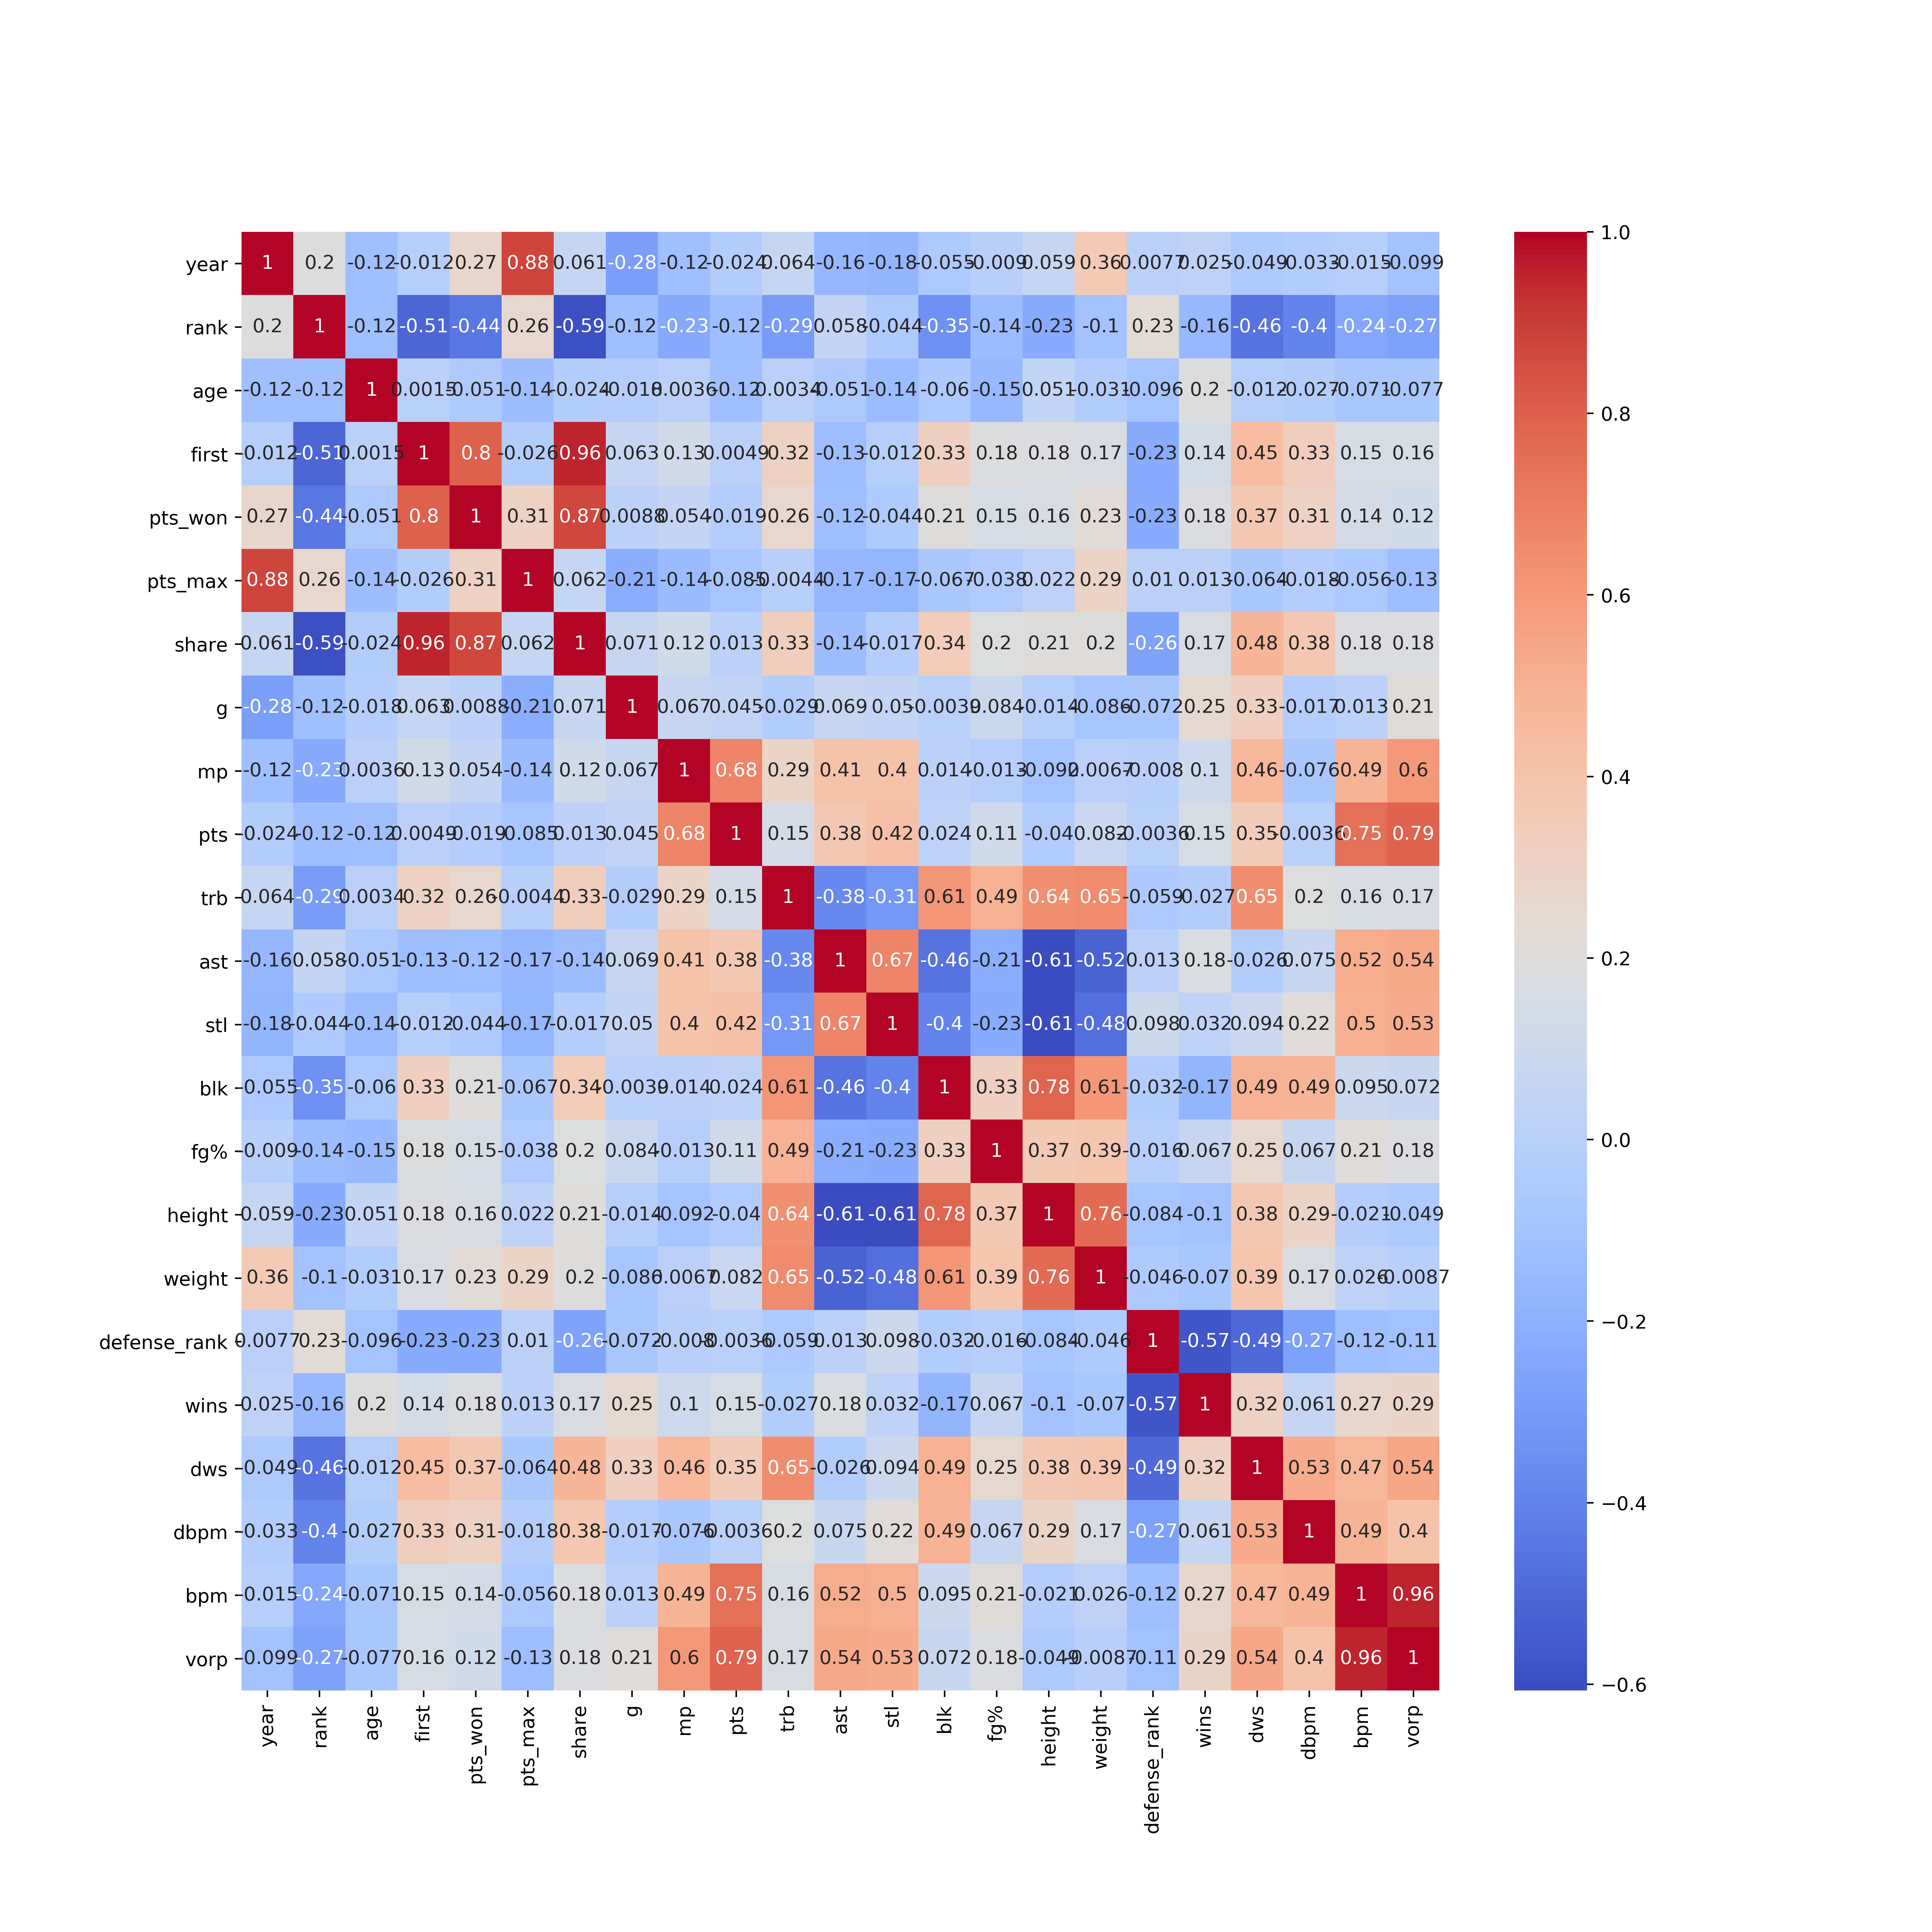 year 1 0.2 -0.12 -0.012 0.27 0.88 0.061 -0.28 -0.12 -0.024 0.064 -0.16 -0.18 -0.055 -0.009 0.059 0.36 0.0077 0.025 -0.049 -0.033 -0.015 -0.099
rank 0.2 1 -0.12 -0.51 -0.44 0.26 -0.59 -0.12 -0.23 -0.12 -0.29 0.058 -0.044 -0.35 -0.14 -0.23 -0.1 0.23 -0.16 -0.46 -0.4 -0.24 -0.27
age -0.12 -0.12 1 0.0015 -0.051 -0.14 -0.024 -0.018 0.0036 -0.12 0.0034 -0.051 -0.14 -0.06 -0.15 0.051 -0.031 -0.096 0.2 -0.012 -0.027 -0.071 -0.077
first -0.012 -0.51 0.0015 1 0.8 -0.026 0.96 0.063 0.13 0.0049 0.32 -0.13 -0.012 0.33 0.18 0.18 0.17 -0.23 0.14 0.45 0.33 0.15 0.16
pts_won 0.27 -0.44 -0.051 0.8 1 0.31 0.87 0.0088 0.054 -0.019 0.26 -0.12 -0.044 0.21 0.15 0.16 0.23 -0.23 0.18 0.37 0.31 0.14 0.12
pts_max 0.88 0.26 -0.14 -0.026 0.31 1 0.062 -0.21 -0.14 -0.085 -0.0044 -0.17 -0.17 -0.067 -0.038 0.022 0.29 0.01 0.013 -0.064 -0.018 -0.056 -0.13
share 0.061 -0.59 -0.024 0.96 0.87 0.062 1 0.071 0.12 0.013 0.33 -0.14 -0.017 0.34 0.2 0.21 0.2 -0.26 0.17 0.48 0.38 0.18 0.18
g -0.28 -0.12 -0.018 0.063 0.0088 -0.21 0.071 1 0.067 0.045 -0.029 0.069 0.05 -0.0039 0.084 -0.014 -0.086 -0.072 0.25 0.33 -0.017 0.013 0.21
mp -0.12 -0.23 0.0036 0.13 0.054 -0.14 0.12 0.067 1 0.68 0.29 0.41 0.4 0.014 -0.013 -0.092 0.0067 -0.008 0.1 0.46 -0.076 0.49 0.6
pts -0.024 -0.12 -0.12 0.0049 -0.019 -0.085 0.013 0.045 0.68 1 0.15 0.38 0.42 0.024 0.11 -0.04 0.082 -0.0036 0.15 0.35 -0.0036 0.75 0.79
trb 0.064 -0.29 0.0034 0.32 0.26 -0.0044 0.33 -0.029 0.29 0.15 1 -0.38 -0.31 0.61 0.49 0.64 0.65 -0.059 -0.027 0.65 0.2 0.16 0.17
ast -0.16 0.058 -0.051 -0.13 -0.12 -0.17 -0.14 0.069 0.41 0.38 -0.38 1 0.67 -0.46 -0.21 -0.61 -0.52 0.013 0.18 -0.026 0.075 0.52 0.54
stl -0.18 -0.044 -0.14 -0.012 -0.044 -0.17 -0.017 0.05 0.4 0.42 -0.31 0.67 1 -0.4 -0.23 -0.61 -0.48 0.098 0.032 0.094 0.22 0.5 0.53
blk -0.055 -0.35 -0.06 0.33 0.21 -0.067 0.34 -0.0039 0.014 0.024 0.61 -0.46 -0.4 1 0.33 0.78 0.61 -0.032 -0.17 0.49 0.49 0.095 0.072
fg% -0.009 -0.14 -0.15 0.18 0.15 -0.038 0.2 0.084 -0.013 0.11 0.49 -0.21 -0.23 0.33 1 0.37 0.39 -0.016 0.067 0.25 0.067 0.21 0.18
height 0.059 -0.23 0.051 0.18 0.16 0.022 0.21 -0.014 -0.092 -0.04 0.64 -0.61 -0.61 0.78 0.37 1 0.76 -0.084 -0.1 0.38 0.29 -0.021 -0.049
weight 0.36 -0.1 -0.031 0.17 0.23 0.29 0.2 -0.086 0.0067 0.082 0.65 -0.52 -0.48 0.61 0.39 0.76 1 -0.046 -0.07 0.39 0.17 0.026 -0.0087
defense_rank 0.0077 0.23 -0.096 -0.23 -0.23 0.01 -0.26 -0.072 -0.008 -0.0036 -0.059 0.013 0.098 -0.032 -0.016 -0.084 -0.046 1 -0.57 -0.49 -0.27 -0.12 -0.11
wins 0.025 -0.16 0.2 0.14 0.18 0.013 0.17 0.25 0.1 0.15 -0.027 0.18 0.032 -0.17 0.067 -0.1 -0.07 -0.57 1 0.32 0.061 0.27 0.29
dws -0.049 -0.46 -0.012 0.45 0.37 -0.064 0.48 0.33 0.46 0.35 0.65 -0.026 0.094 0.49 0.25 0.38 0.39 -0.49 0.32 1 0.53 0.47 0.54
dbpm -0.033 -0.4 -0.027 0.33 0.31 -0.018 0.38 -0.017 -0.076 -0.0036 0.2 0.075 0.22 0.49 0.067 0.29 0.17 -0.27 0.061 0.53 1 0.49 0.4
bpm -0.015 -0.24 -0.071 0.15 0.14 -0.056 0.18 0.013 0.49 0.75 0.16 0.52 0.5 0.095 0.21 -0.021 0.026 -0.12 0.27 0.47 0.49 1 0.96
vorp -0.099 -0.27 -0.077 0.16 0.12 -0.13 0.18 0.21 0.6 0.79 0.17 0.54 0.53 0.072 0.18 -0.049 -0.0087 -0.11 0.29 0.54 0.4 0.96 1
year rank age first pts_won pts_max share g mp pts trb ast stl blk fg% height weight defense_rank wins dws dbpm bpm vorp
1.0
0.8
0.6
0.4
0.2
0.0
−0.2
−0.4
−0.6